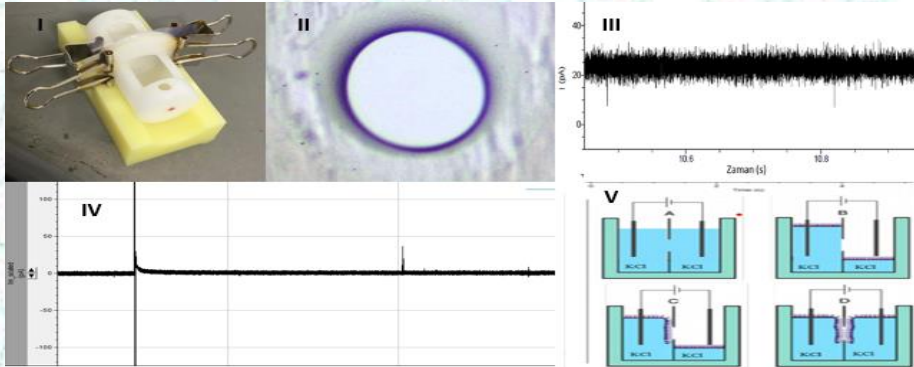 I
II
III
I (pA)
40
20
0
10.6
10.8
Zaman (s)
IV
100
50
0
-50
-100
V
A
KCl
KCl
B
KCl
KCl
C
KCl
KCl
D
KCl
KCl